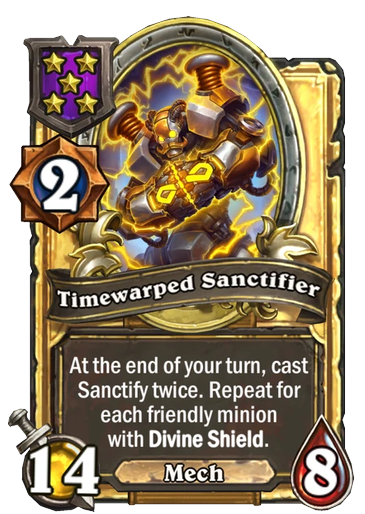 2
Timewarped Sanctifier
At the end of your turn, cast
Sanctify twice. Repeat for
each friendly minion
with Divine Shield.
14
Mech
8